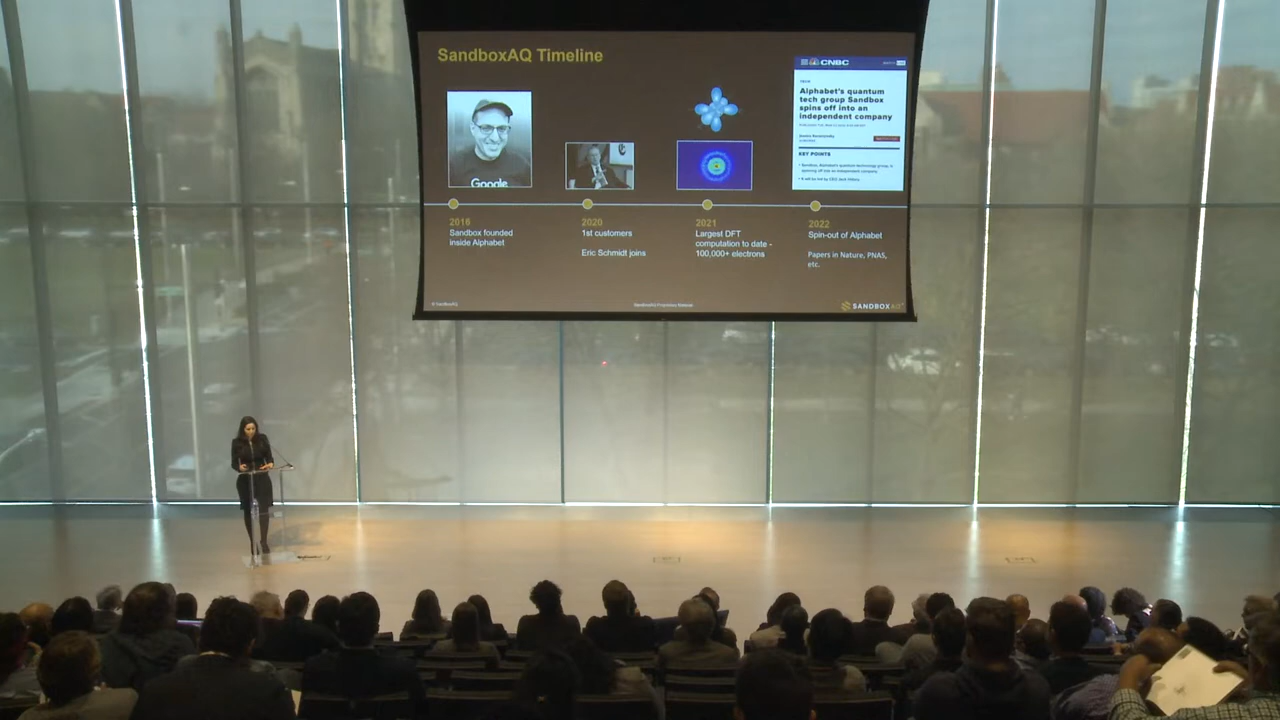 SandboxAQ Timeline
CNBC
TECH
Alphabet's quantum
tech group Sandbox
spins off into an
independent company
KEY POINTS
Google
2016
Sandbox founded
inside Alphabet
2020
1st customers
Eric Schmidt joins
2021
Largest DFT
computation to date -
100,000+ electrons
2022
Spin-out of Alphabet
Papers in Nature, PNAS,
etc.
© SandboxAQ
SANDBOXAQ